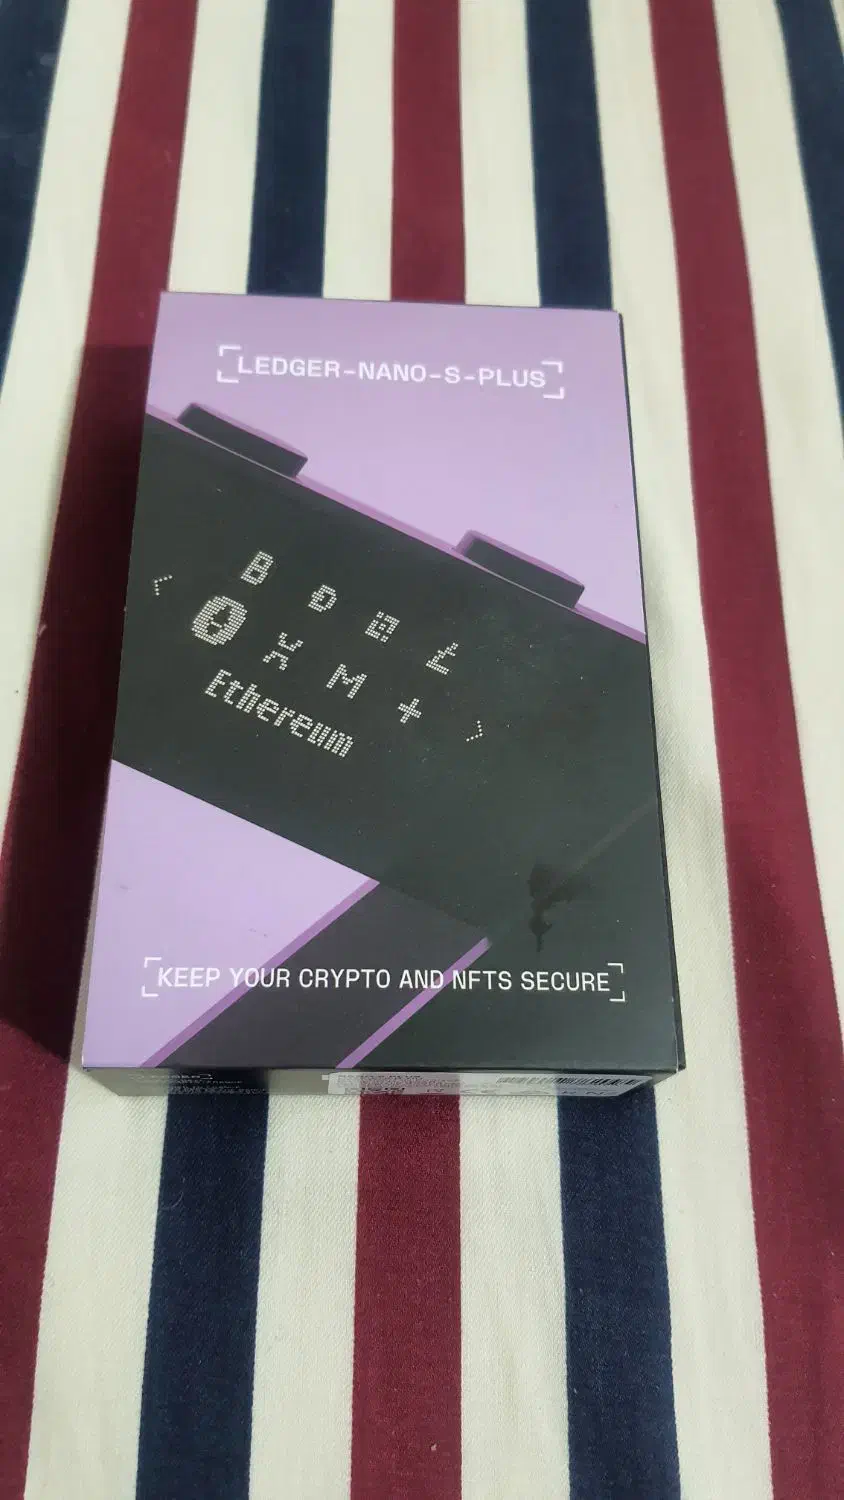 LEDGER-NANO-S-PLUS
Ethereum
KEEP YOUR CRYPTO AND NFTS SECURE